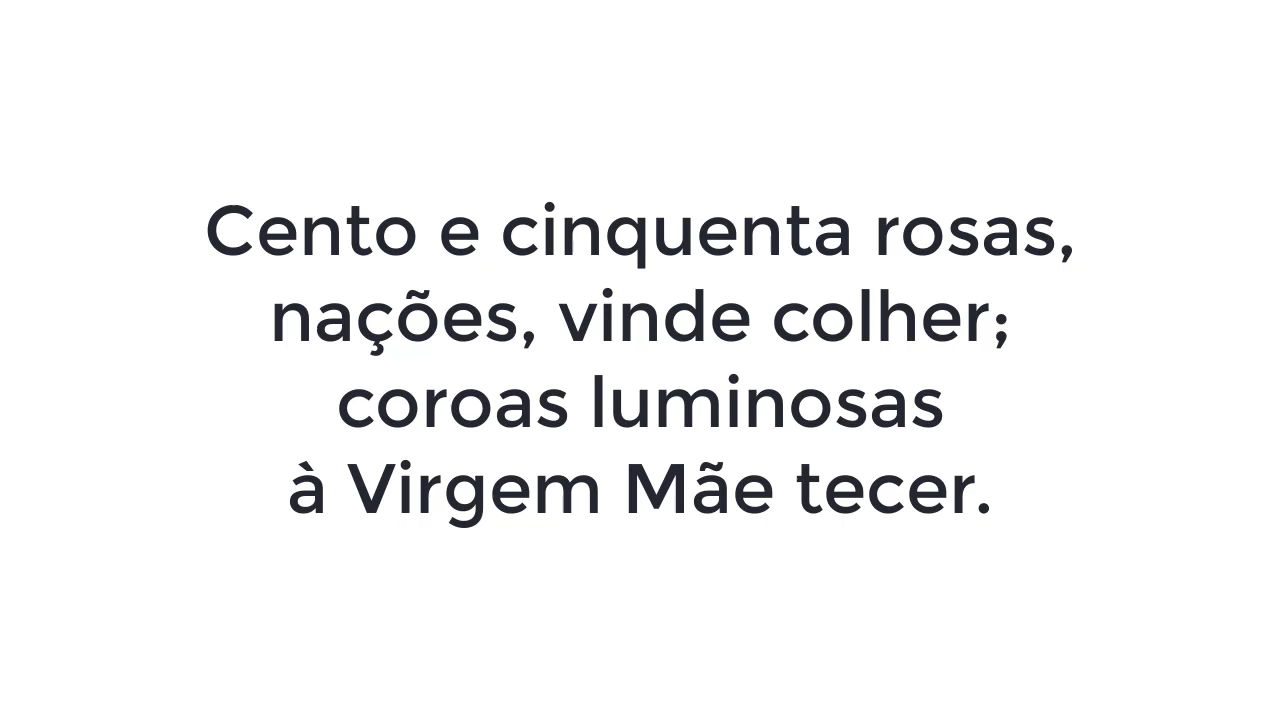 Cento e cinquenta rosas,
nações, vinde colher;
coroas luminosas
à Virgem Mãe tecer.